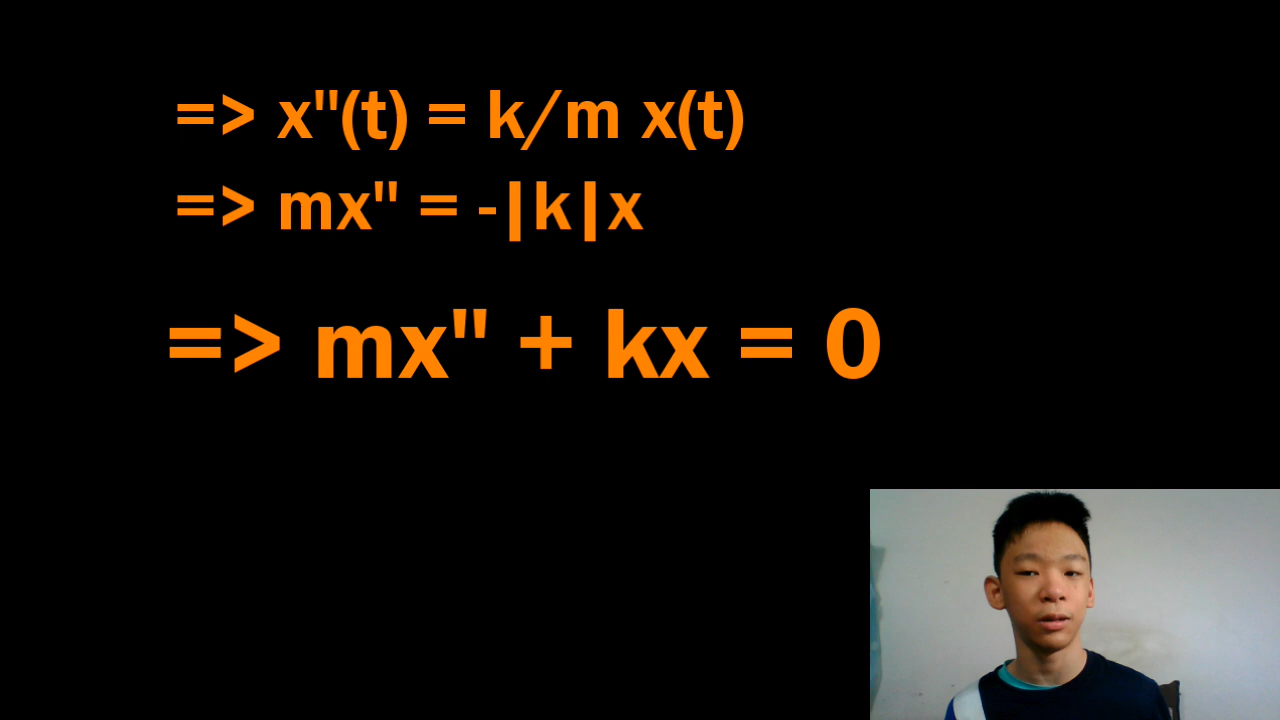 => x"(t) = k/m x(t)
=> mx" = -|k|x
=> mx" + kx = 0